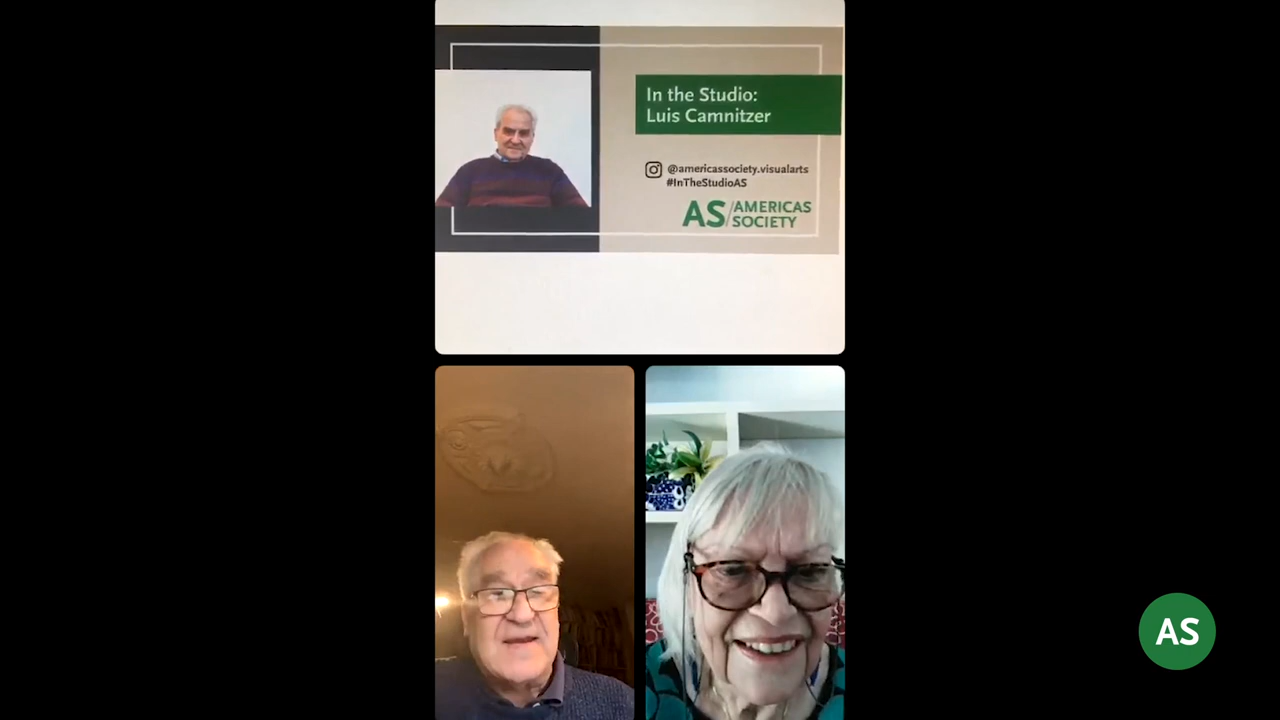 In the Studio:
Luis Camnitzer
@americassociety.visualarts
#InTheStudioAS
AS/AMERICAS
SOCIETY
AS